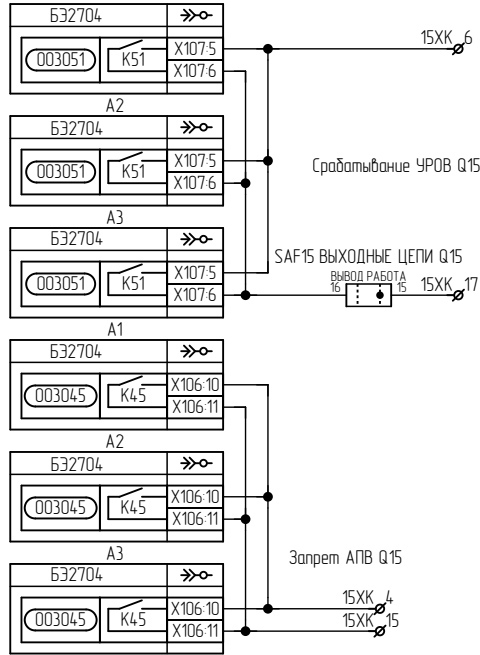 БЭ2704
003051
K51
X107:5
X107:6
15XK 6
A2
БЭ2704
003051
K51
X107:5
X107:6
Срабатывание УРОВ Q15
A3
БЭ2704
003051
K51
X107:5
X107:6
SAF15 ВЫХОДНЫЕ ЦЕПИ Q15
ВЫВОД РАБОТА
16 15
15XK 17
A1
БЭ2704
003045
K45
X106:10
X106:11
A2
БЭ2704
003045
K45
X106:10
X106:11
Запрет АПВ Q15
A3
БЭ2704
003045
K45
X106:10
X106:11
15XK 4
15XK 15